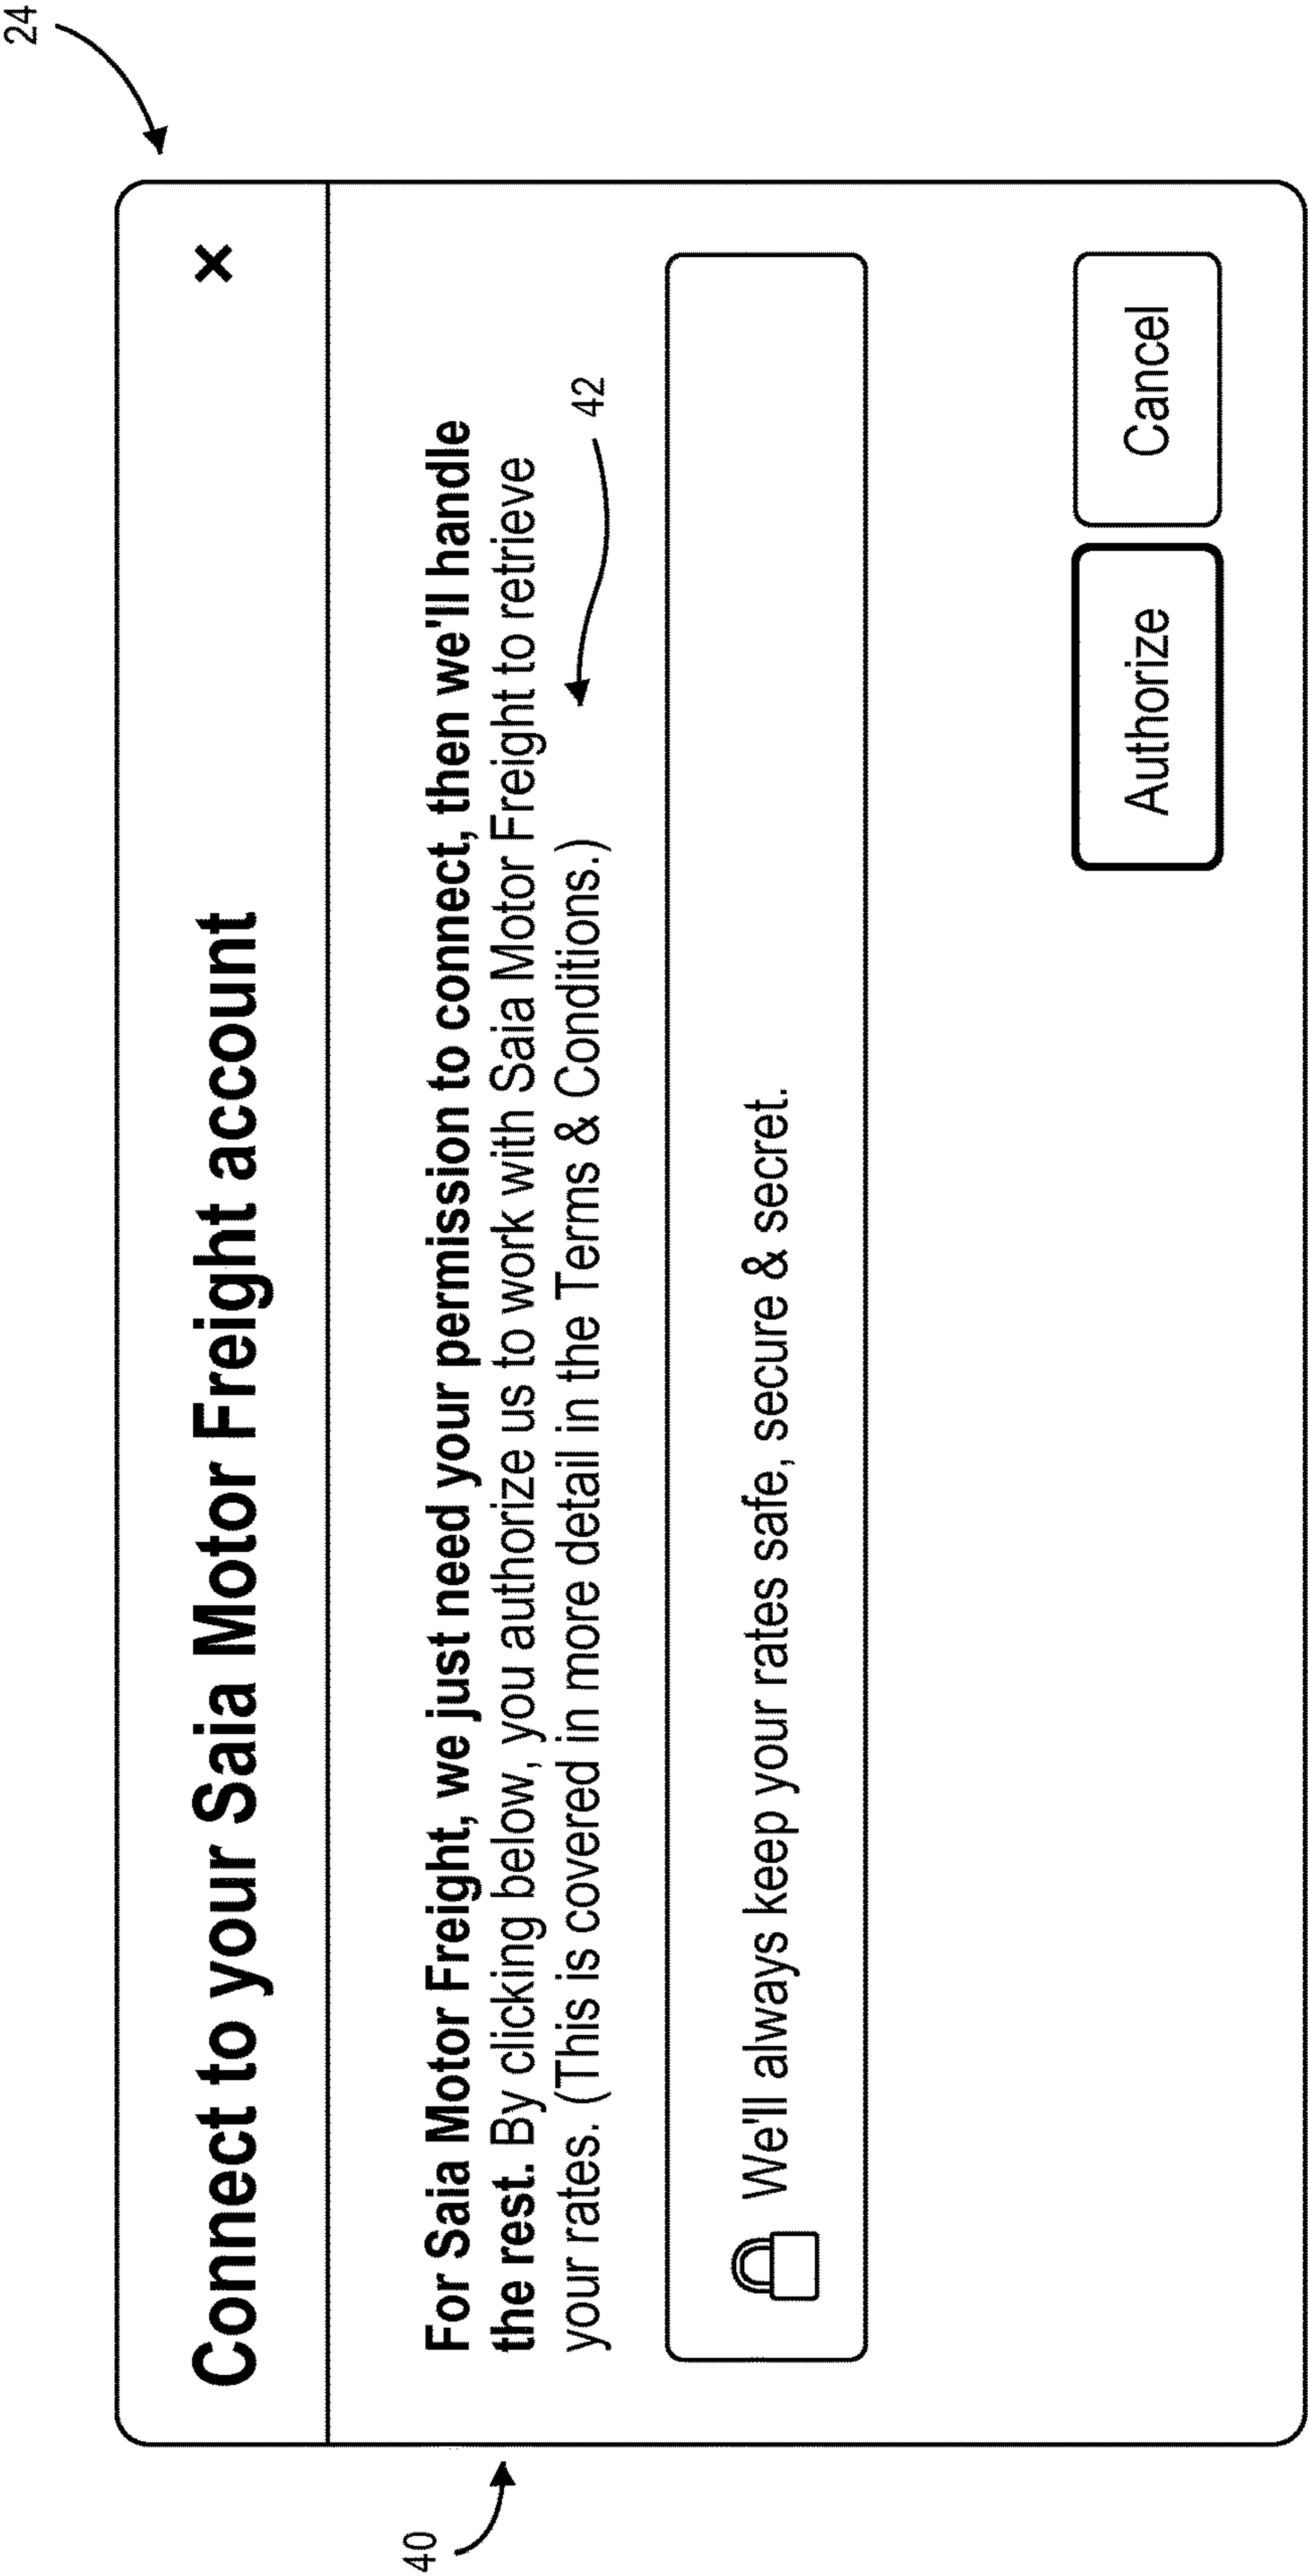 24
Connect to your Saia Motor Freight account
×
40
For Saia Motor Freight, we just need your permission to connect, then we'll handle
the rest. By clicking below, you authorize us to work with Saia Motor Freight to retrieve
your rates. (This is covered in more detail in the Terms & Conditions.)
42
We'll always keep your rates safe, secure & secret.
Authorize
Cancel